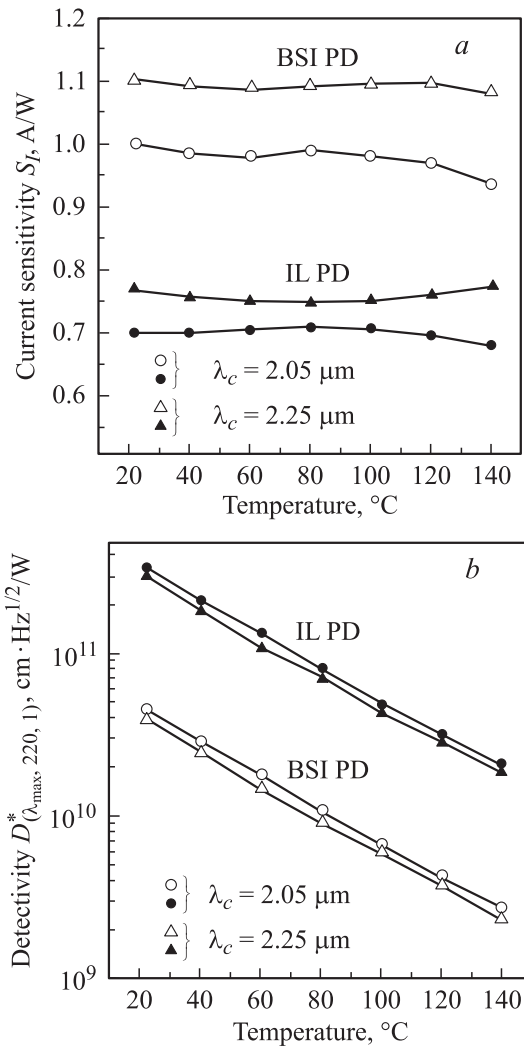 1.2
a
BSI PD
1.1
1.0
0.9
0.8
IL PD
0.7
λc = 2.05 μm
0.6
λc = 2.25 μm
Current sensitivity SI, A/W
20 40 60 80 100 120 140
Temperature, °C
b
10^11
IL PD
BSI PD
10^10
λc = 2.05 μm
λc = 2.25 μm
10^9
Detectivity D*(λmax, 220, 1), cm·Hz^1/2/W
20 40 60 80 100 120 140
Temperature, °C